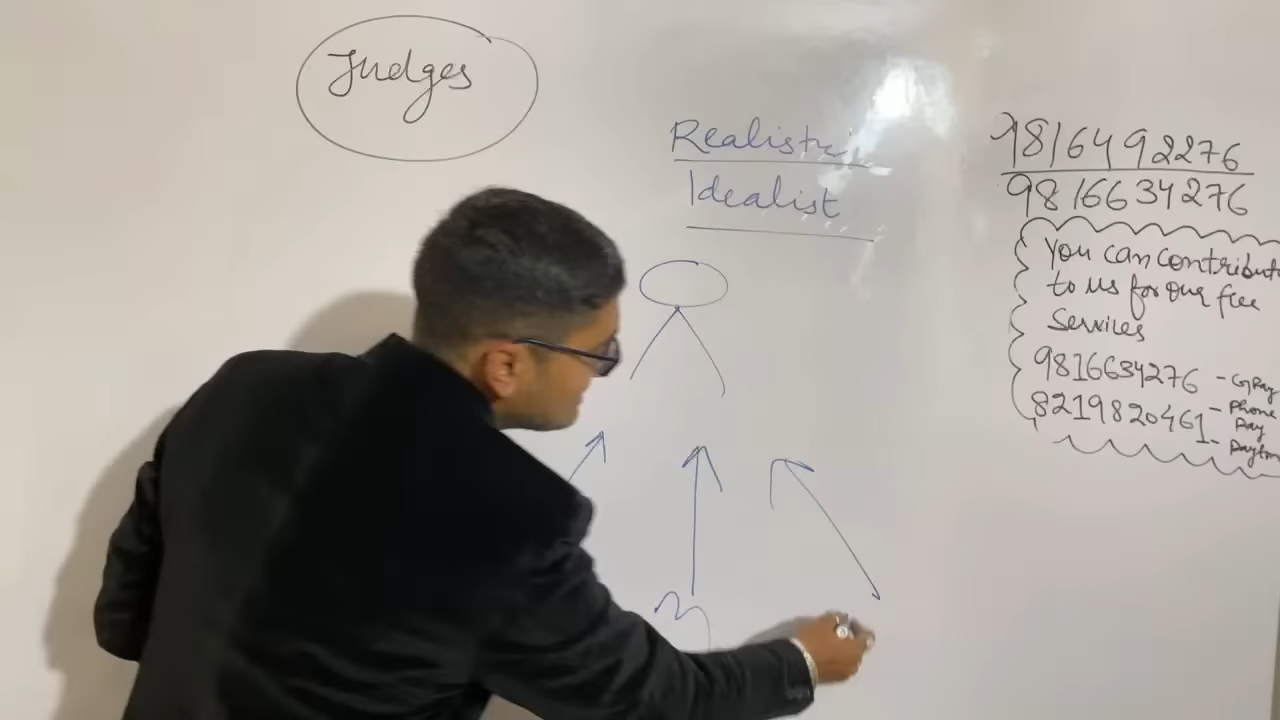 Judges
Realistic
Idealist
9816492276
9816634276
You can contribute
to us for our free
Services
9816634276 - G Pay
8219820461 - Phone
Pay
- Paytm